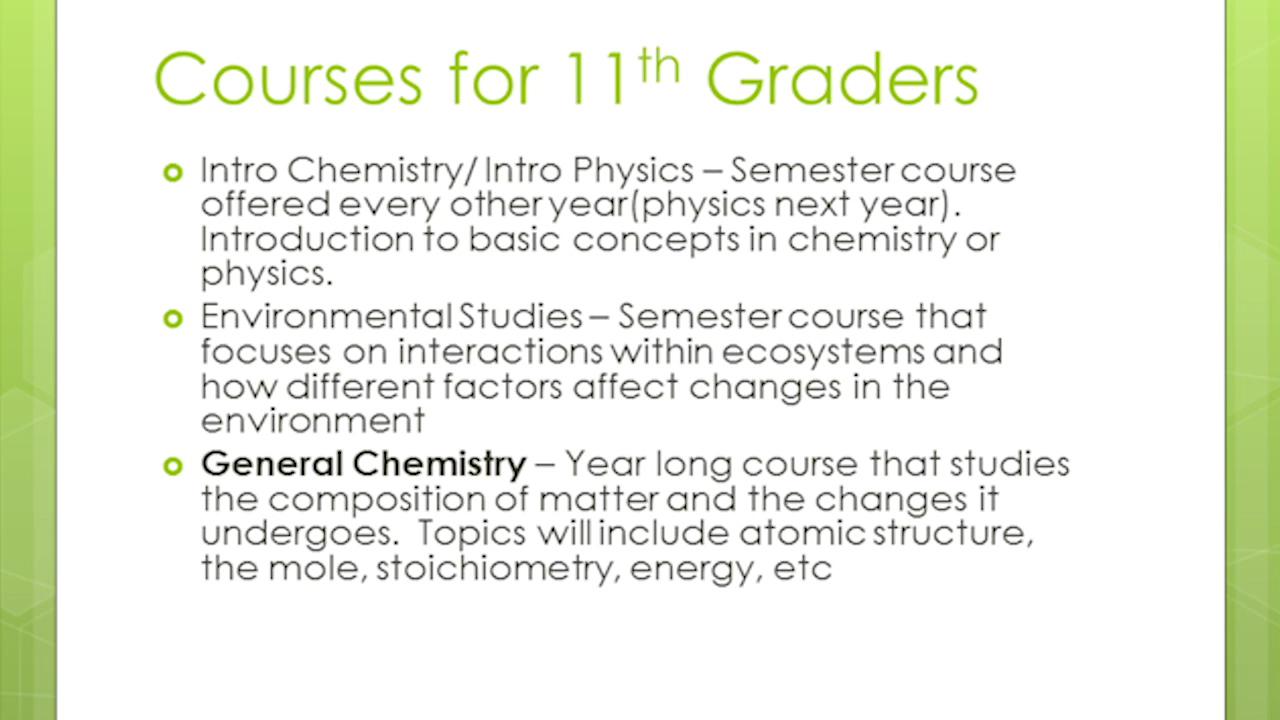 Courses for 11th Graders
Intro Chemistry/ Intro Physics – Semester course
offered every other year(physics next year).
Introduction to basic concepts in chemistry or
physics.
Environmental Studies – Semester course that
focuses on interactions within ecosystems and
how different factors affect changes in the
environment
General Chemistry – Year long course that studies
the composition of matter and the changes it
undergoes.  Topics will include atomic structure,
the mole, stoichiometry, energy, etc